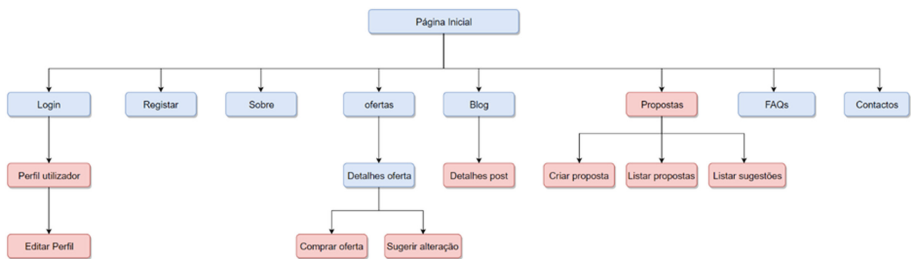 Página Inicial
Login
Registar
Sobre
ofertas
Blog
Propostas
FAQs
Contactos
Perfil utilizador
Detalhes oferta
Detalhes post
Criar proposta
Listar propostas
Listar sugestões
Editar Perfil
Comprar oferta
Sugerir alteração